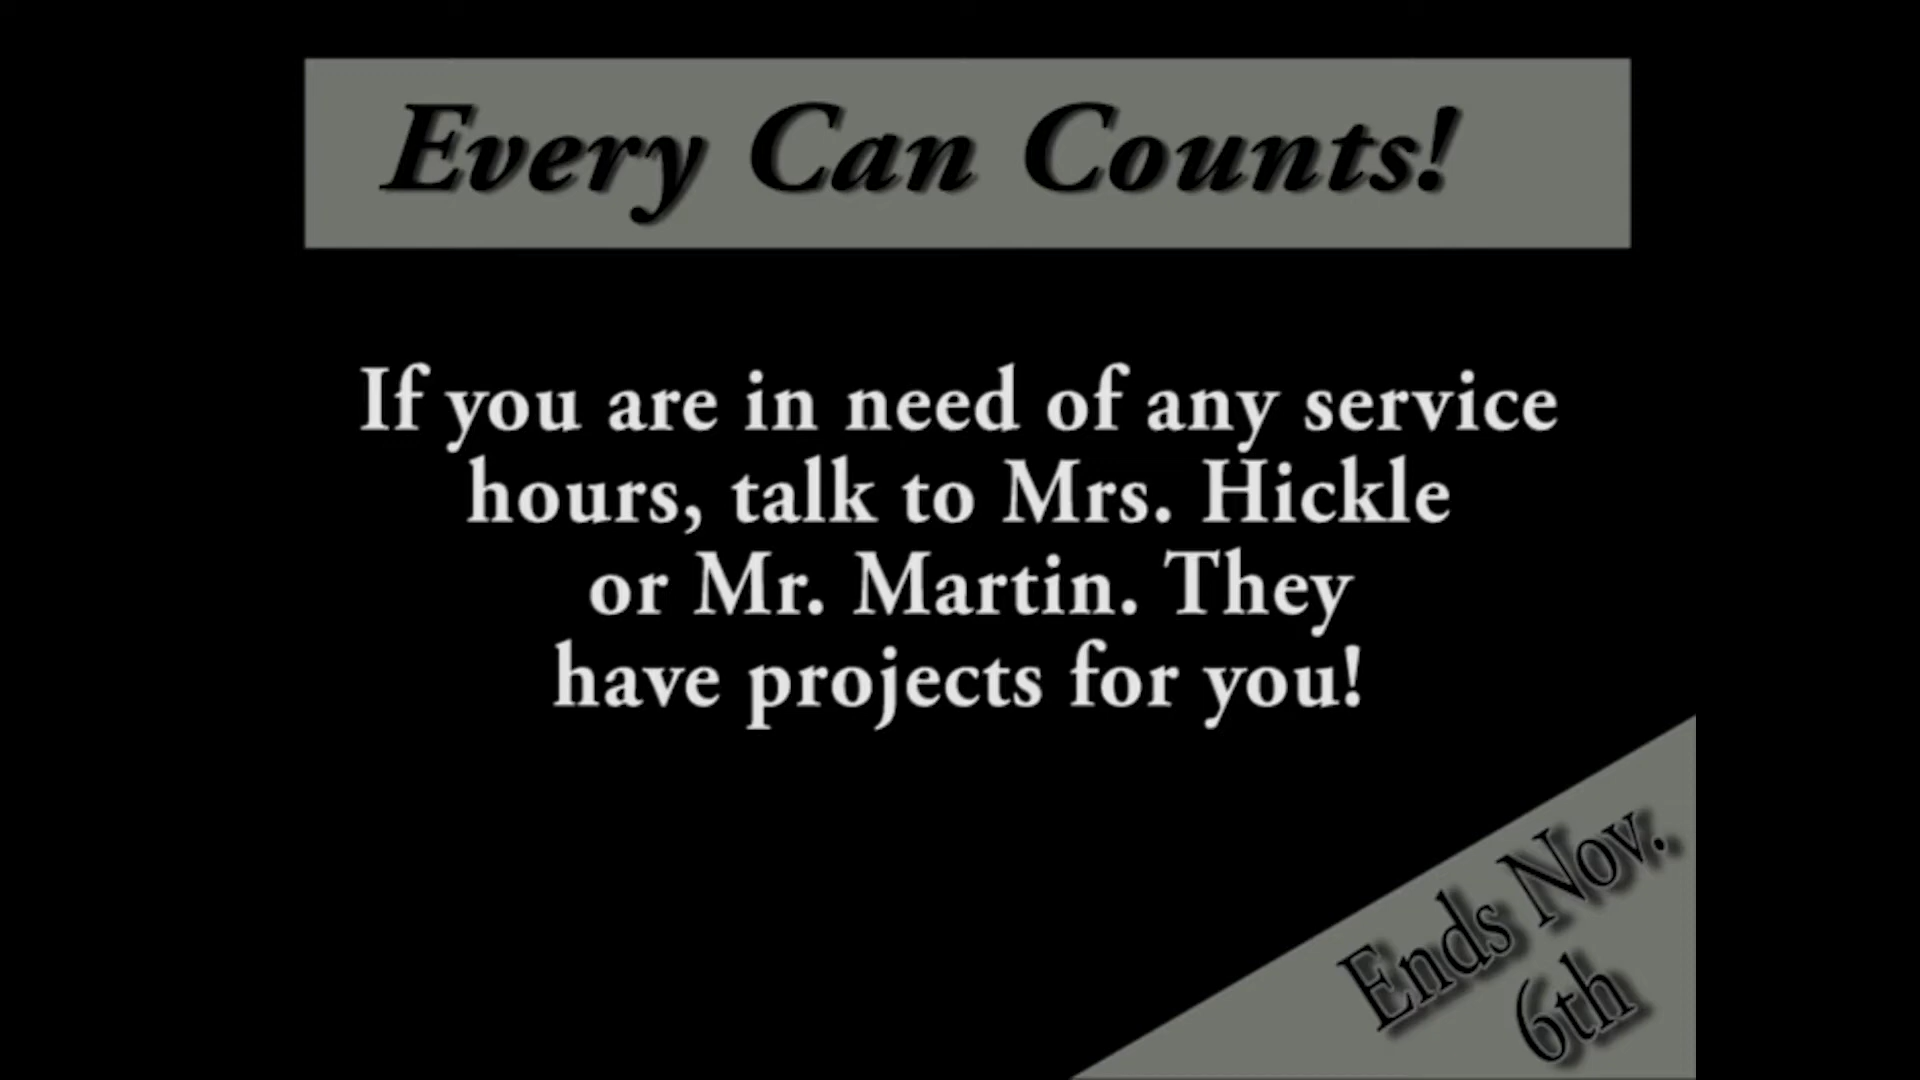 Every Can Counts!
If you are in need of any service
hours, talk to Mrs. Hickle
or Mr. Martin. They
have projects for you!
Ends Nov.
6th